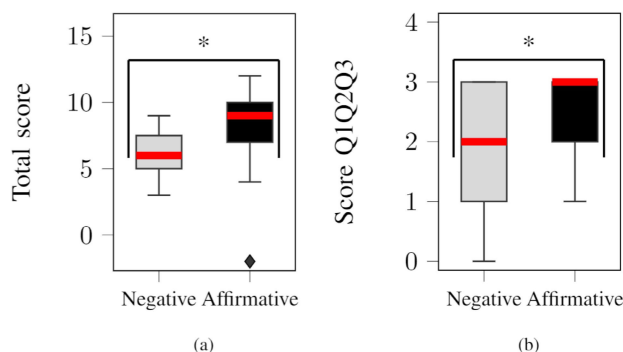 Total score
15
10
5
0
*
Negative Affirmative
(a)
Score Q1Q2Q3
4
3
2
1
0
*
Negative Affirmative
(b)